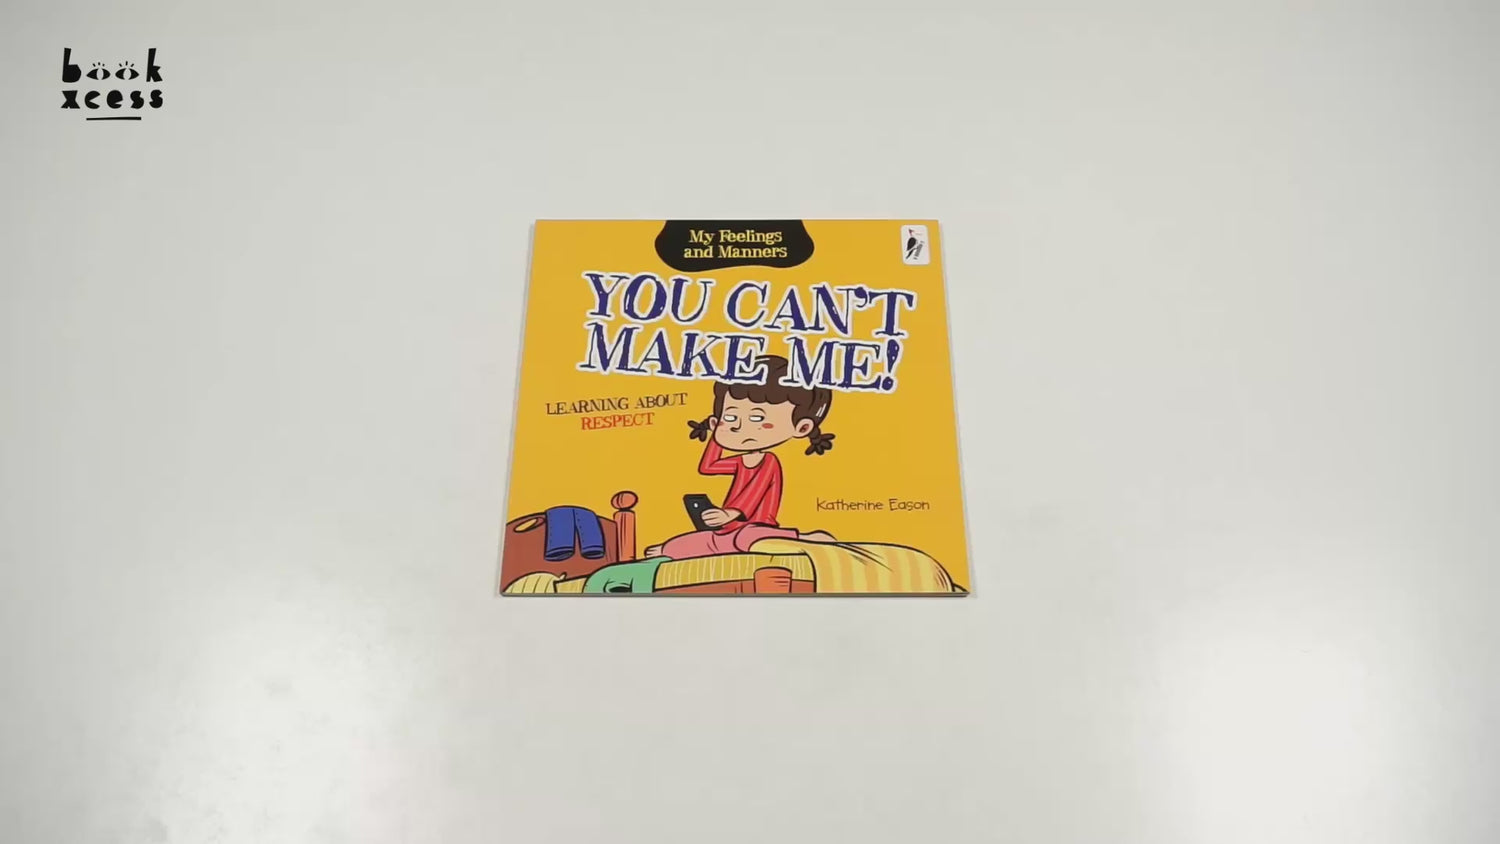 book
xcess
My Feelings
and Manners
YOU CAN'T
MAKE ME!
LEARNING ABOUT
RESPECT
Katherine Eason